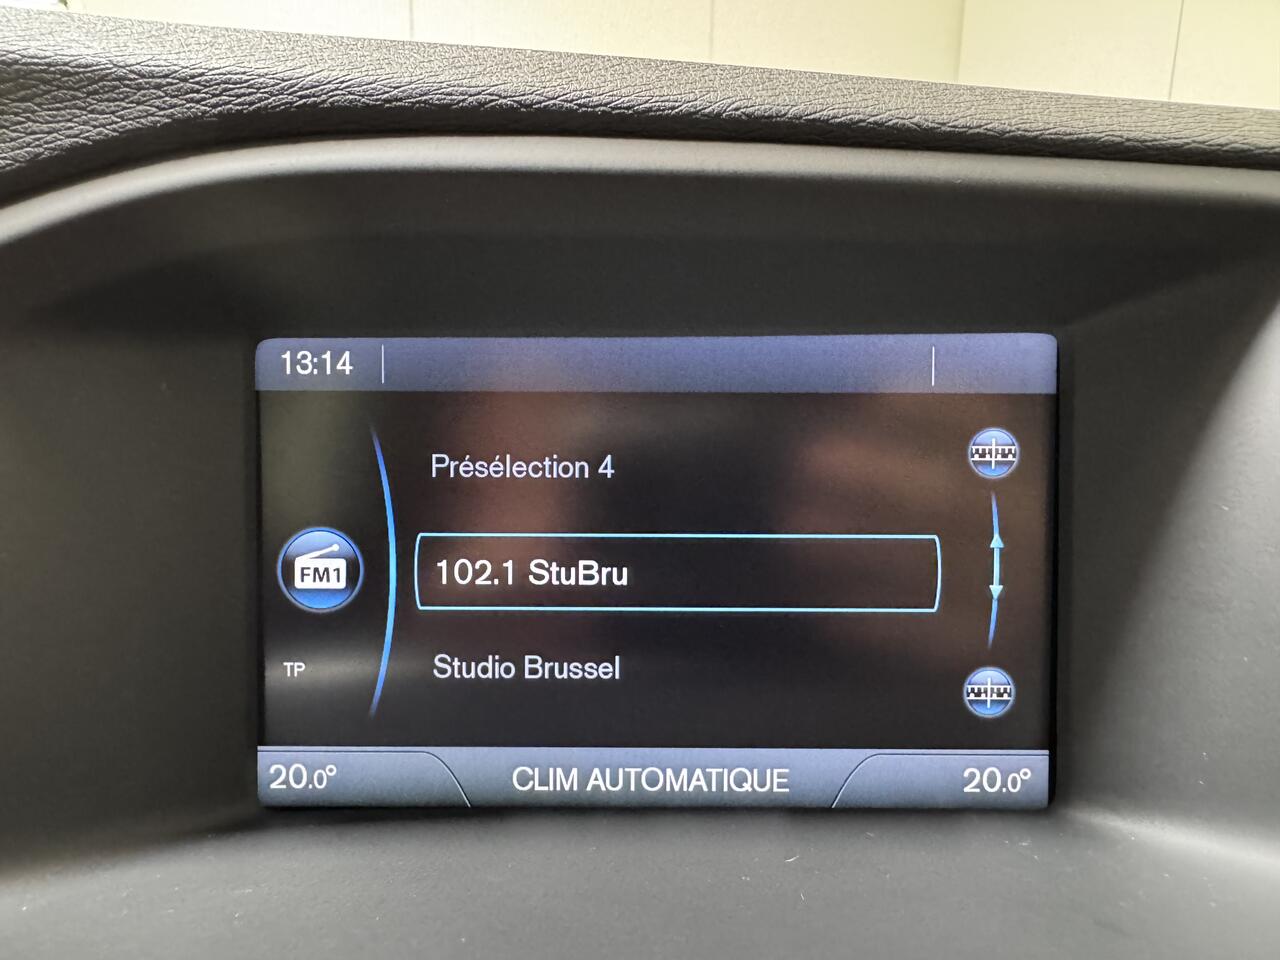 13:14
Présélection 4
FM1
102.1 StuBru
TP
Studio Brussel
20.0°
CLIM AUTOMATIQUE
20.0°